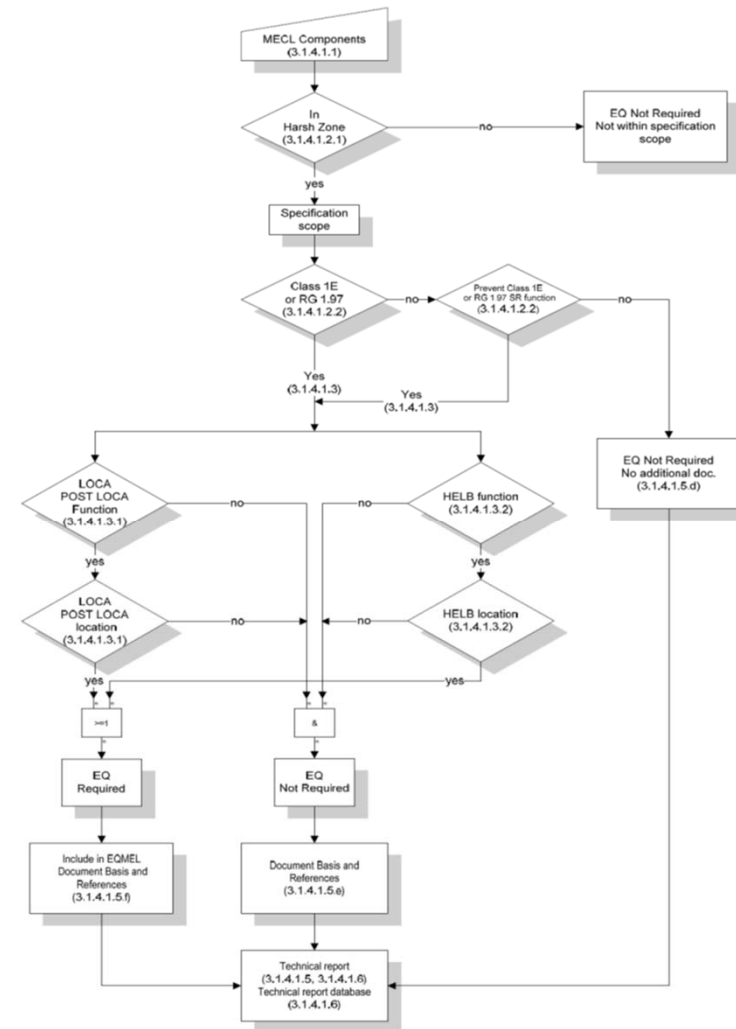 MECL Components
(3.1.4.1.1)
In
Harsh Zone
(3.1.4.1.2.1)
no
EQ Not Required
Not within specification
scope
yes
Specification
scope
Class 1E
or RG 1.97
(3.1.4.1.2.2)
no
Prevent Class 1E
or RG 1.97 SR function
(3.1.4.1.2.2)
no
Yes
(3.1.4.1.3)
Yes
(3.1.4.1.3)
EQ Not Required
No additional doc.
(3.1.4.1.5.d)
LOCA
POST LOCA
Function
(3.1.4.1.3.1)
no
no
HELB function
(3.1.4.1.3.2)
yes
yes
LOCA
POST LOCA
location
(3.1.4.1.3.1)
no
no
HELB location
(3.1.4.1.3.2)
yes
yes
>=1
&
EQ
Required
EQ
Not Required
Include in EQMEL
Document Basis and
References
(3.1.4.1.5.f)
Document Basis and
References
(3.1.4.1.5.e)
Technical report
(3.1.4.1.5, 3.1.4.1.6)
Technical report database
(3.1.4.1.6)